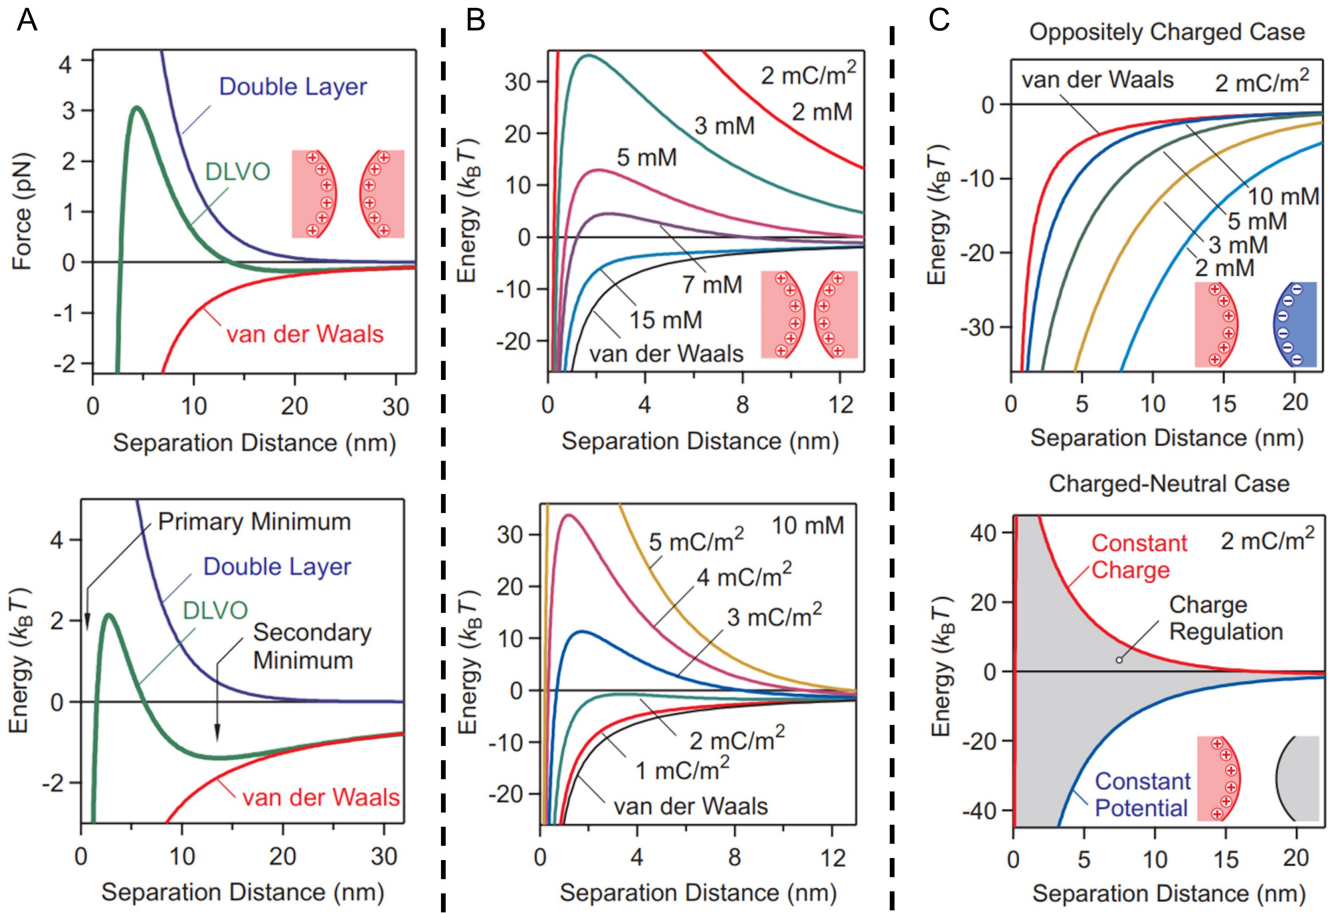 A
4
3
2
1
0
-1
-2
Force (pN)
Double Layer
DLVO
van der Waals
0
10
20
30
Separation Distance (nm)
4
2
0
-2
Energy (kBT)
Primary Minimum
Double Layer
DLVO
Secondary
Minimum
van der Waals
0
10
20
30
Separation Distance (nm)
B
30
20
10
0
-10
-20
Energy (kBT)
2 mC/m²
2 mM
3 mM
5 mM
7 mM
15 mM
van der Waals
0
4
8
12
Separation Distance (nm)
30
20
10
0
-10
-20
Energy (kBT)
10 mM
5 mC/m²
4 mC/m²
3 mC/m²
2 mC/m²
1 mC/m²
van der Waals
0
4
8
12
Separation Distance (nm)
C
Oppositely Charged Case
van der Waals
2 mC/m²
0
-10
-20
-30
Energy (kBT)
10 mM
5 mM
3 mM
2 mM
0
5
10
15
20
Separation Distance (nm)
Charged-Neutral Case
40
20
0
-20
-40
Energy (kBT)
Constant
Charge
2 mC/m²
Charge
Regulation
Constant
Potential
0
5
10
15
20
Separation Distance (nm)